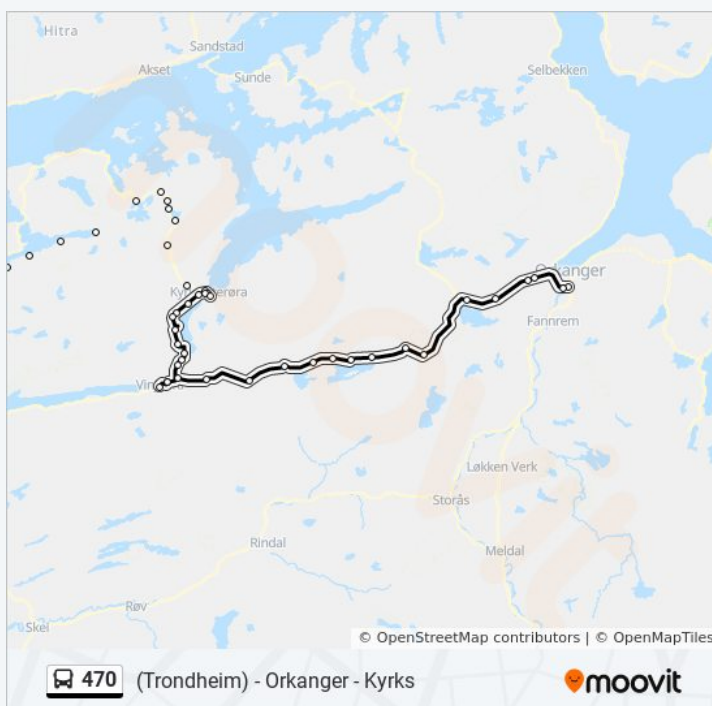 Hitra
Sandstad
Akset
Sunde
Selbekken
Orkanger
Fannrem
Løkken Verk
Storås
Meldal
Rindal
Røv
Skei
© OpenStreetMap contributors | © OpenMapTiles
470
(Trondheim) - Orkanger - Kyrks
moovit